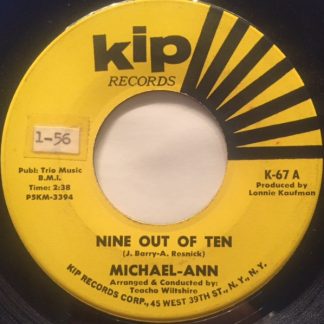 kip
RECORDS
1-56
Publ: Trio Music
B.M.I.
Time: 2:38
PSKM-3394
K-67 A
Produced by
Lonnie Kaufman
NINE OUT OF TEN
(J. Barry-A. Resnick)
MICHAEL-ANN
Arranged & Conducted by:
Teacho Wiltshire
KIP RECORDS CORP., 45 WEST 39TH ST., N.Y., N.Y.